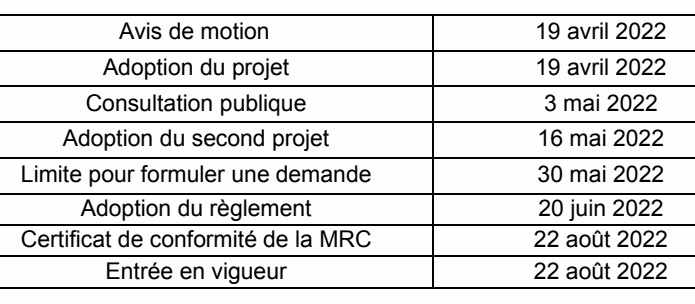 Avis de motion 19 avril 2022
Adoption du projet 19 avril 2022
Consultation publique 3 mai 2022
Adoption du second projet 16 mai 2022
Limite pour formuler une demande 30 mai 2022
Adoption du règlement 20 juin 2022
Certificat de conformité de la MRC 22 août 2022
Entrée en vigueur 22 août 2022